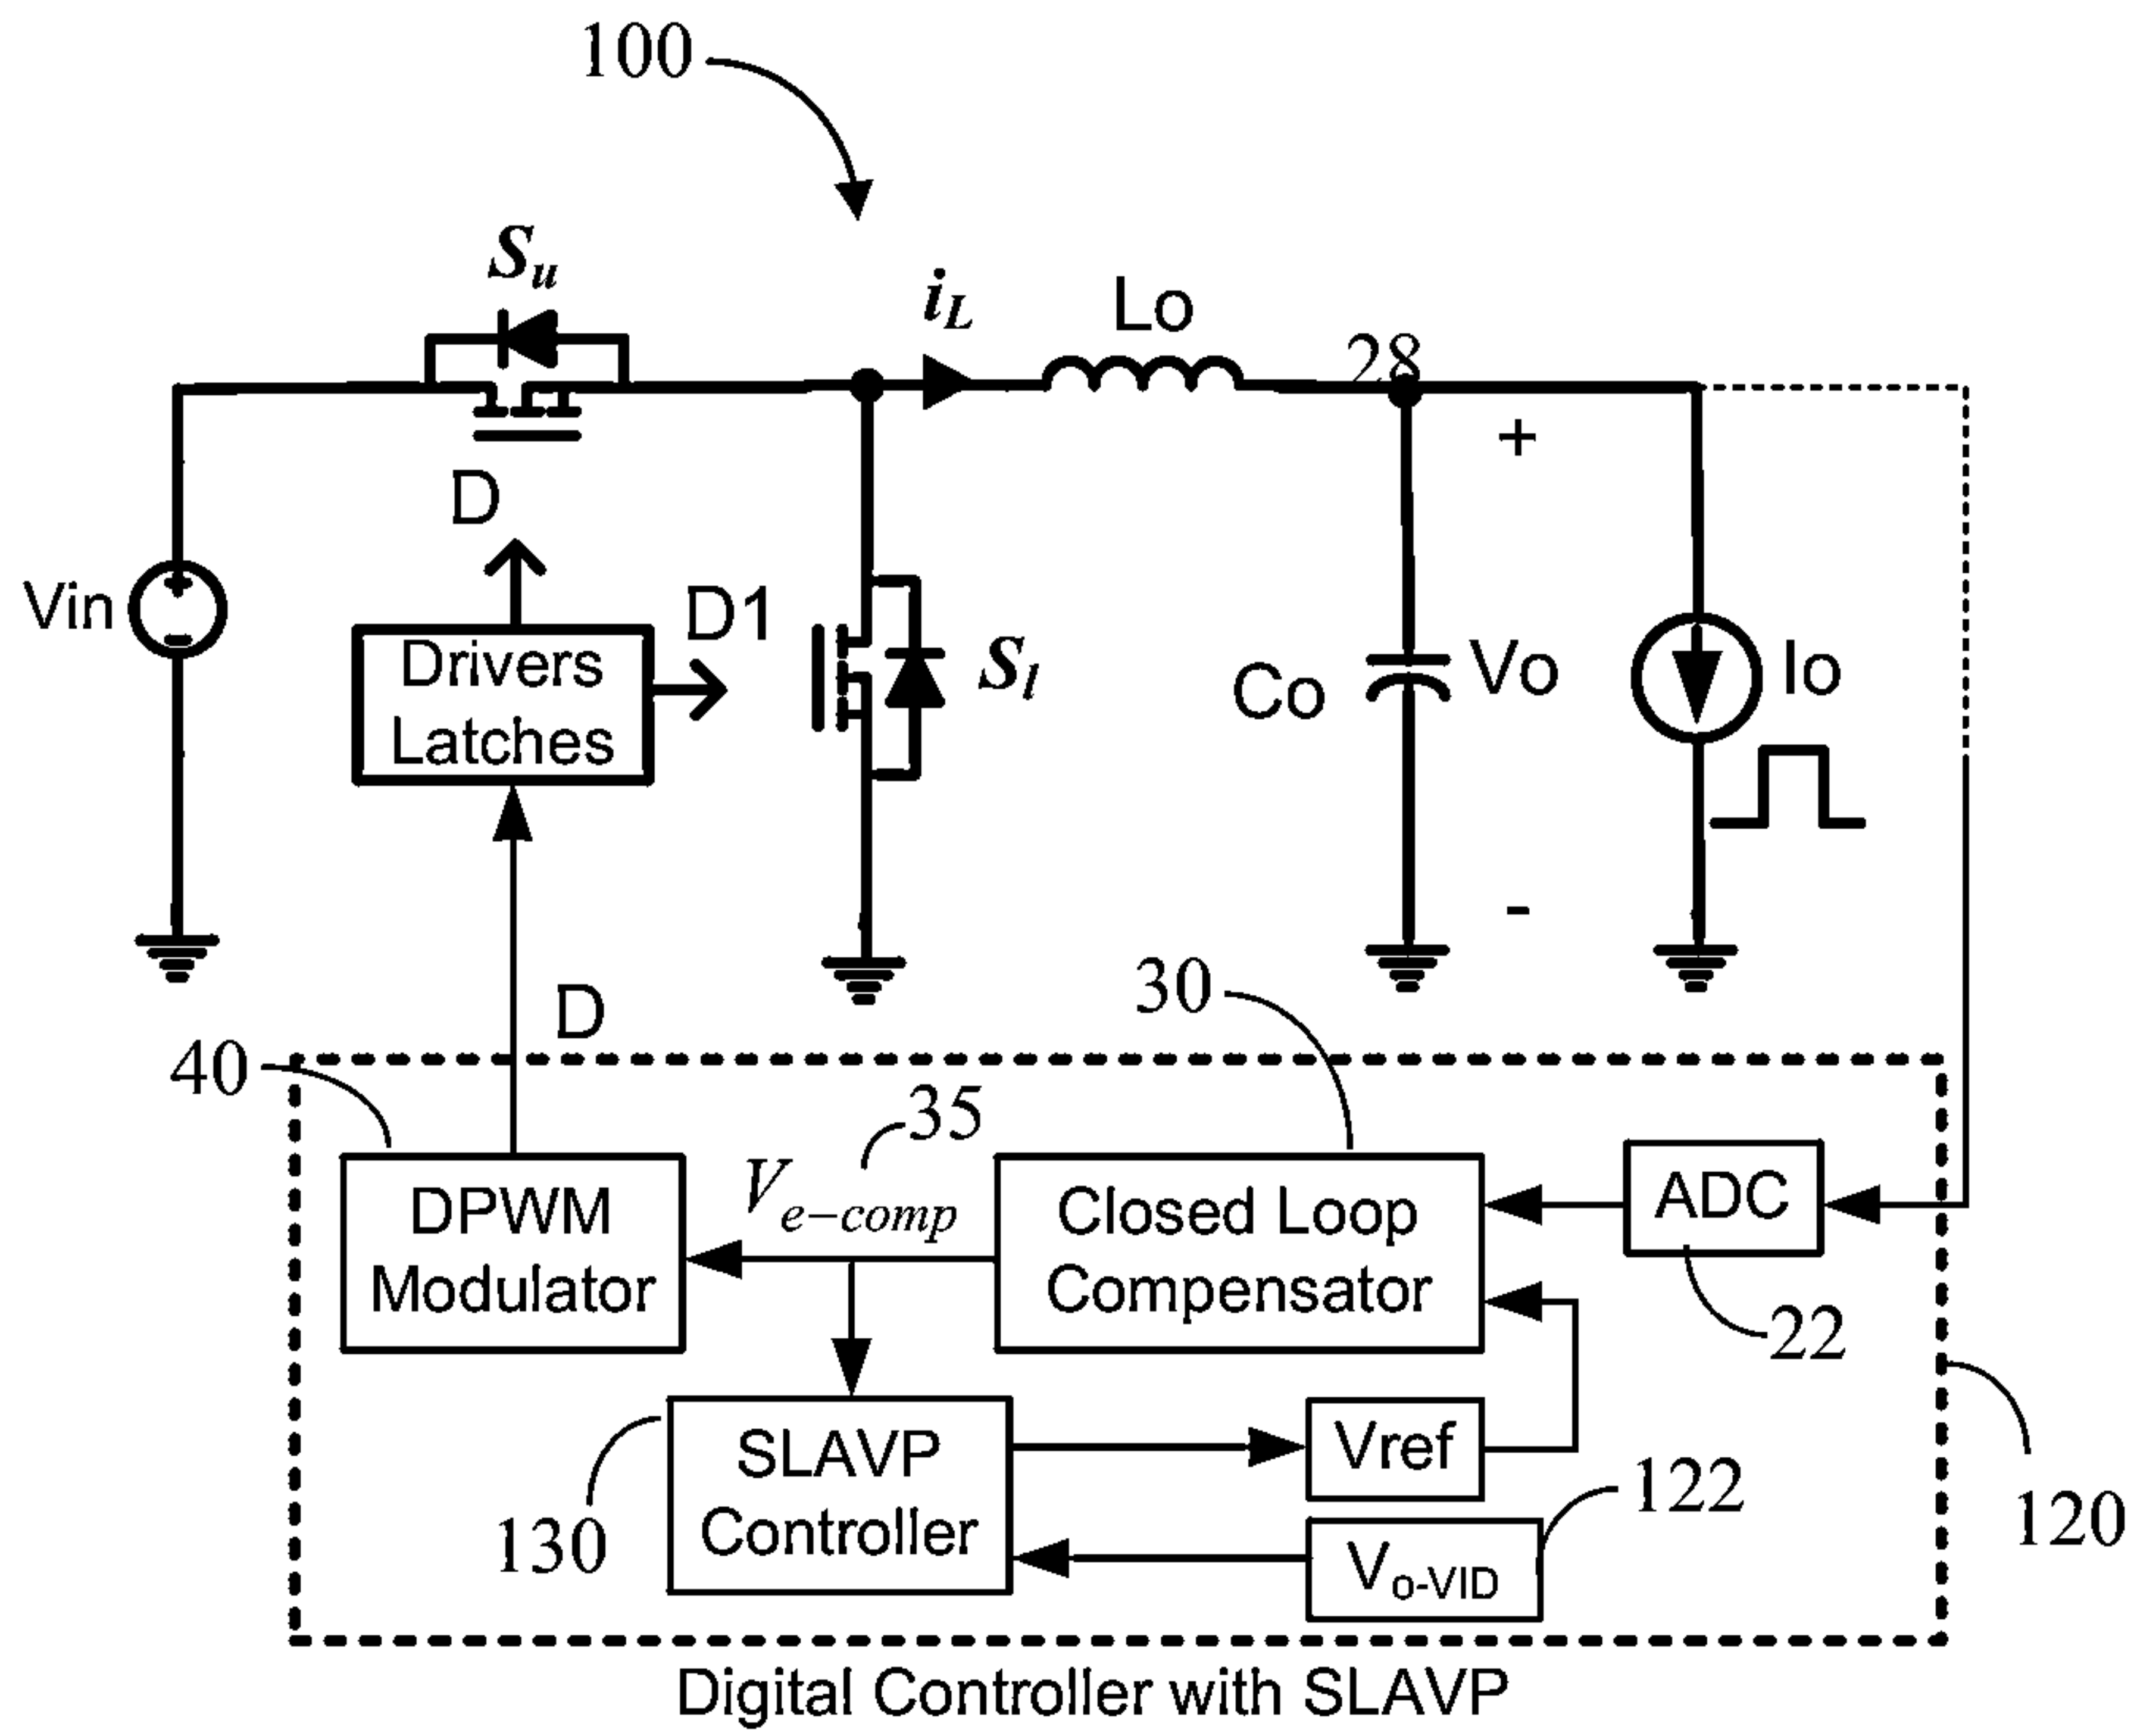 100
Su
iL
Lo
28
+
D
Vin
D1
Drivers
Latches
Sl
Co
Vo
Io
-
30
D
40
35
Ve-comp
DPWM
Modulator
Closed Loop
Compensator
ADC
22
SLAVP
Controller
Vref
122
130
Vo-VID
120
Digital Controller with SLAVP